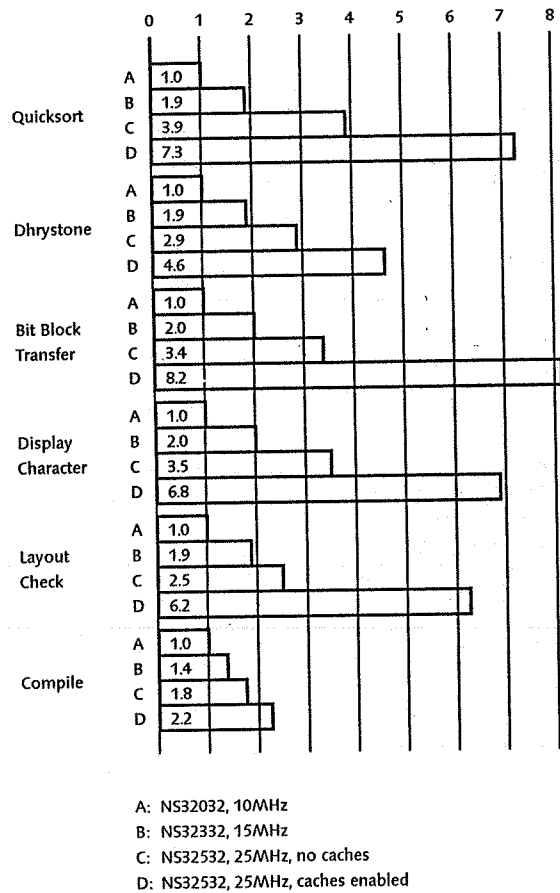 0 1 2 3 4 5 6 7 8
Quicksort
A 1.0
B 1.9
C 3.9
D 7.3
Dhrystone
A 1.0
B 1.9
C 2.9
D 4.6
Bit Block
Transfer
A 1.0
B 2.0
C 3.4
D 8.2
Display
Character
A 1.0
B 2.0
C 3.5
D 6.8
Layout
Check
A 1.0
B 1.9
C 2.5
D 6.2
Compile
A 1.0
B 1.4
C 1.8
D 2.2
A: NS32032, 10MHz
B: NS32332, 15MHz
C: NS32532, 25MHz, no caches
D: NS32532, 25MHz, caches enabled